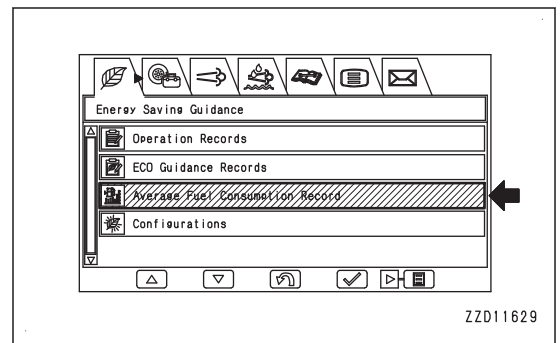 Energy Saving Guidance
Operation Records
ECO Guidance Records
Average Fuel Consumption Record
Configurations
ZZD11629